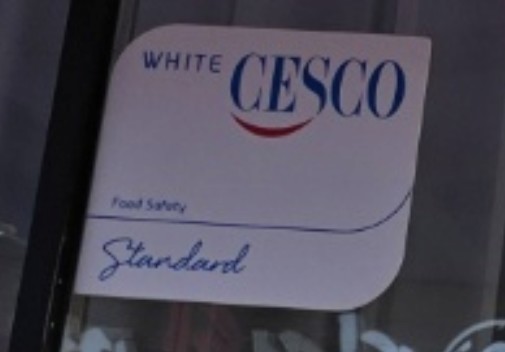 WHITE CESCO
Food Safety
Standard